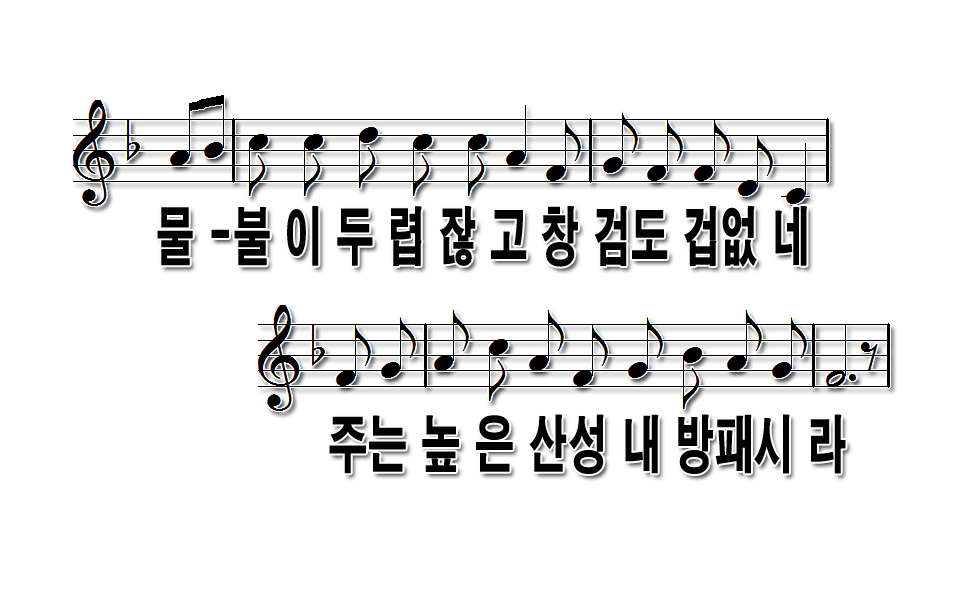 물 -불 이 두 렵 잖 고 창 검도 겁없 네
주는 높 은 산성 내 방패시 라